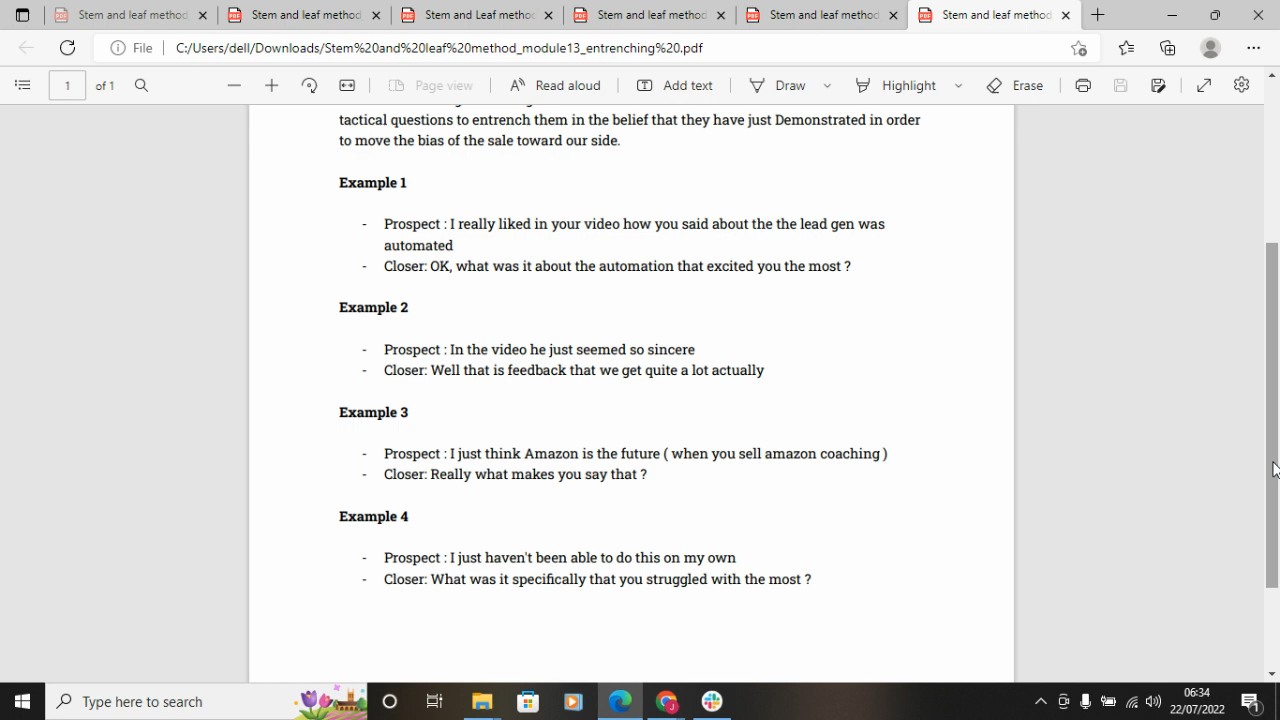 Stem and leaf method
Stem and Leaf method
Stem and Leaf method
Stem and leaf method
Stem and leaf method
Stem and leaf method
File
C:/Users/dell/Downloads/Stem%20and%20leaf%20method_module13_entrenching%20.pdf
1 of 1
Page view
Read aloud
Add text
Draw
Highlight
Erase
tactical questions to entrench them in the belief that they have just Demonstrated in order
to move the bias of the sale toward our side.
Example 1
- Prospect : I really liked in your video how you said about the the lead gen was
automated
- Closer: OK, what was it about the automation that excited you the most ?
Example 2
- Prospect : In the video he just seemed so sincere
- Closer: Well that is feedback that we get quite a lot actually
Example 3
- Prospect : I just think Amazon is the future ( when you sell amazon coaching )
- Closer: Really what makes you say that ?
Example 4
- Prospect : I just haven't been able to do this on my own
- Closer: What was it specifically that you struggled with the most ?
Type here to search
06:34
22/07/2022